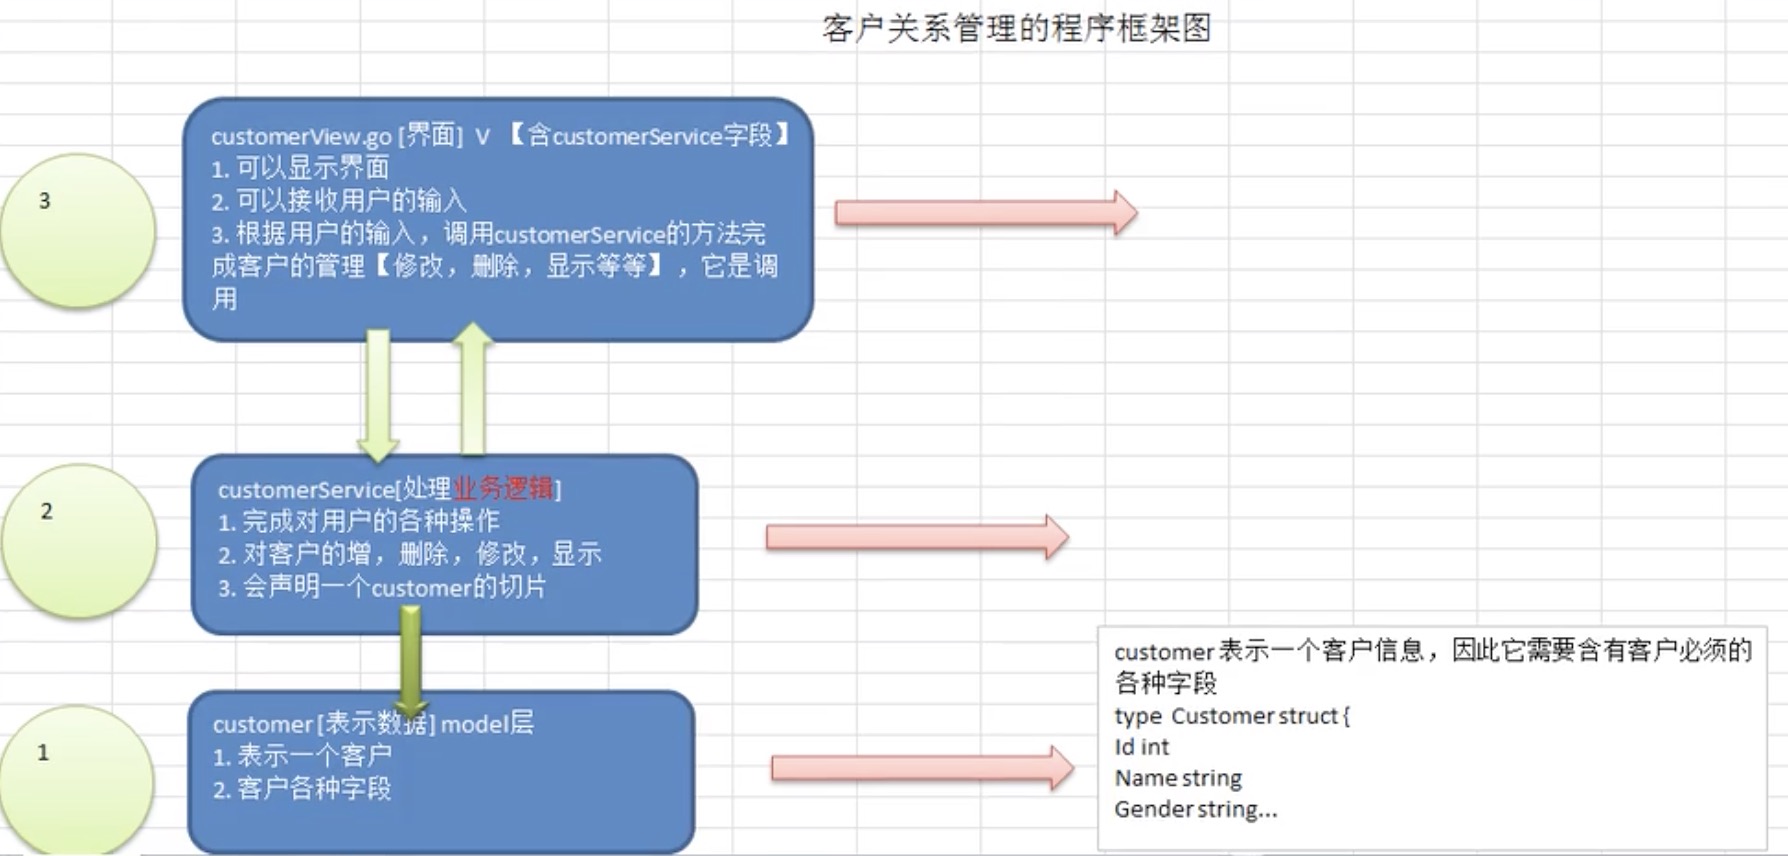 客户关系管理的程序框架图
3
customerView.go [界面] V 【含customerService字段】
1. 可以显示界面
2. 可以接收用户的输入
3. 根据用户的输入，调用customerService的方法完
成客户的管理【修改，删除，显示等等】，它是调
用
2
customerService[处理业务逻辑]
1. 完成对用户的各种操作
2. 对客户的增，删除，修改，显示
3. 会声明一个customer的切片
1
customer [表示数据] model层
1. 表示一个客户
2. 客户各种字段
customer 表示一个客户信息，因此它需要含有客户必须的
各种字段
type Customer struct {
Id int
Name string
Gender string...